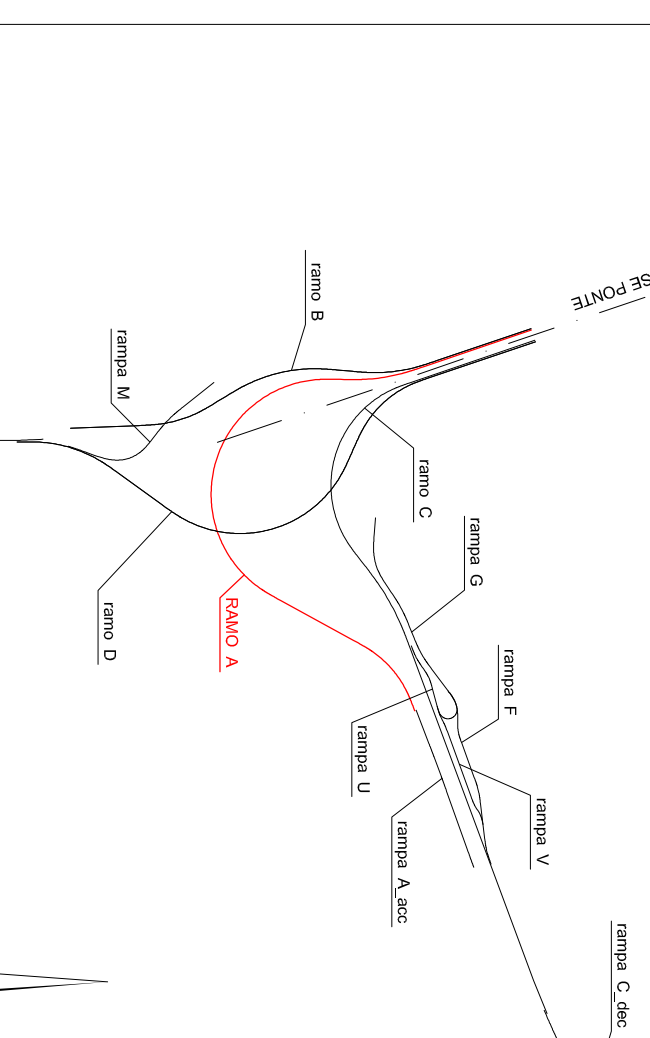 SE PONTE
ramo B
rampa M
ramo C
rampa G
ramo D
RAMO A
rampa F
rampa U
rampa V
rampa A_acc
rampa C_dec